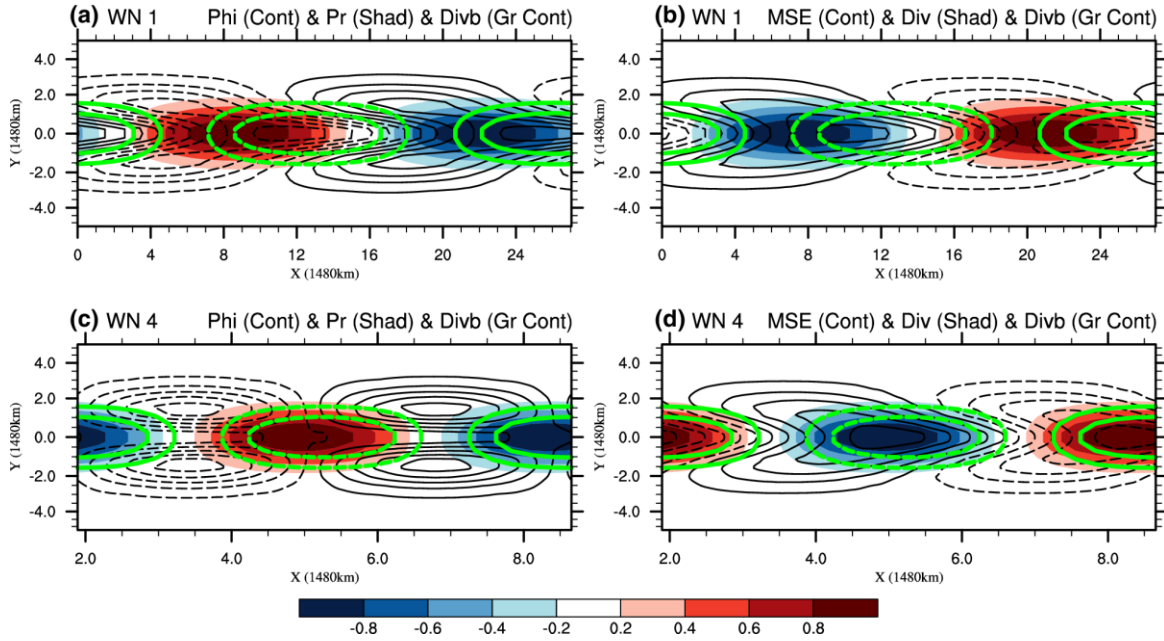 (a) WN 1 Phi (Cont) & Pr (Shad) & Divb (Gr Cont)
4.0
2.0
0.0
-2.0
-4.0
Y (1480km)
0 4 8 12 16 20 24
X (1480km)
(b) WN 1 MSE (Cont) & Div (Shad) & Divb (Gr Cont)
4.0
2.0
0.0
-2.0
-4.0
Y (1480km)
0 4 8 12 16 20 24
X (1480km)
(c) WN 4 Phi (Cont) & Pr (Shad) & Divb (Gr Cont)
4.0
2.0
0.0
-2.0
-4.0
Y (1480km)
2.0 4.0 6.0 8.0
X (1480km)
(d) WN 4 MSE (Cont) & Div (Shad) & Divb (Gr Cont)
4.0
2.0
0.0
-2.0
-4.0
Y (1480km)
2.0 4.0 6.0 8.0
X (1480km)
-0.8 -0.6 -0.4 -0.2 0.2 0.4 0.6 0.8